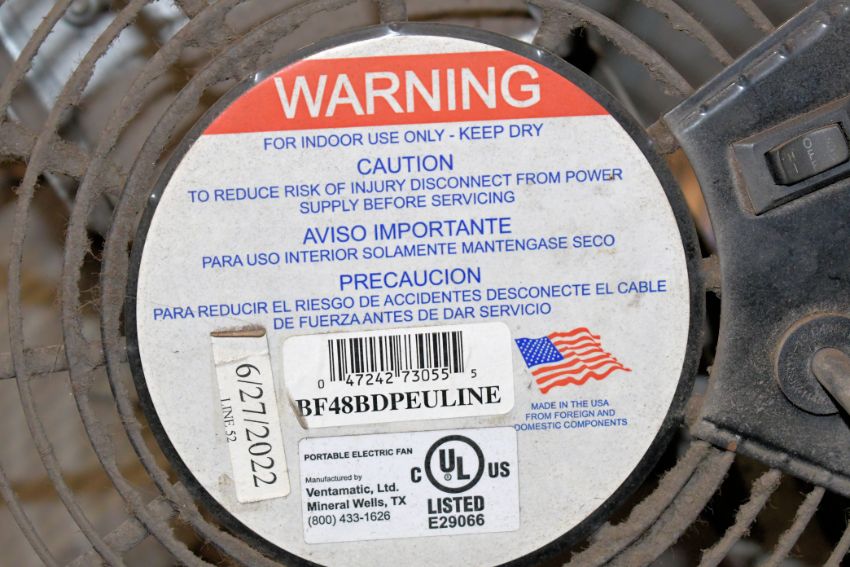 WARNING
FOR INDOOR USE ONLY - KEEP DRY
CAUTION
TO REDUCE RISK OF INJURY DISCONNECT FROM POWER
SUPPLY BEFORE SERVICING
AVISO IMPORTANTE
PARA USO INTERIOR SOLAMENTE MANTENGASE SECO
PRECAUCION
PARA REDUCIR EL RIESGO DE ACCIDENTES DESCONECTE EL CABLE
DE FUERZA ANTES DE DAR SERVICIO
0 47242 73055 5
BF48BDPEULINE
6/27/2022
LINE 52
MADE IN THE USA
FROM FOREIGN AND
DOMESTIC COMPONENTS
PORTABLE ELECTRIC FAN
Manufactured by
Ventamatic, Ltd.
Mineral Wells, TX
(800) 433-1626
C UL US
®
LISTED
E29066